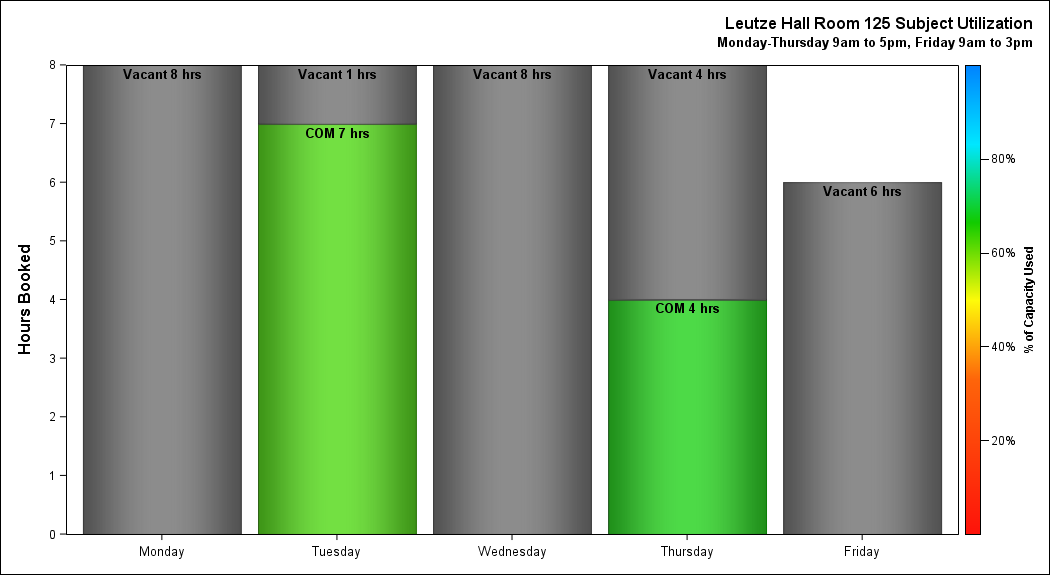 Leutze Hall Room 125 Subject Utilization
Monday-Thursday 9am to 5pm, Friday 9am to 3pm
Hours Booked
8
7
6
5
4
3
2
1
0
Vacant 8 hrs
Vacant 1 hrs
COM 7 hrs
Vacant 8 hrs
Vacant 4 hrs
COM 4 hrs
Vacant 6 hrs
Monday
Tuesday
Wednesday
Thursday
Friday
80%
60%
40%
20%
% of Capacity Used